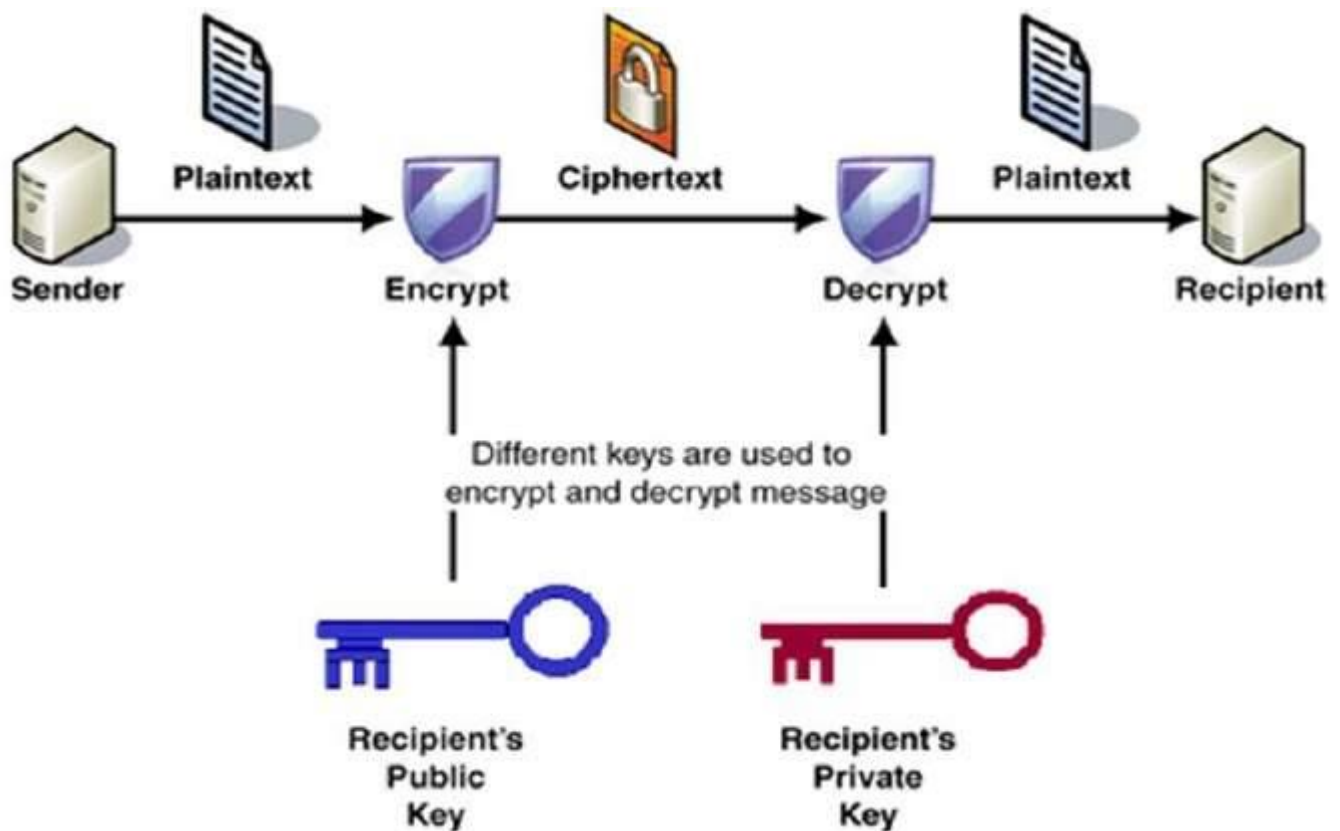 Plaintext
Ciphertext
Plaintext
Sender
Encrypt
Decrypt
Recipient
Different keys are used to
encrypt and decrypt message
Recipient's
Public
Key
Recipient's
Private
Key